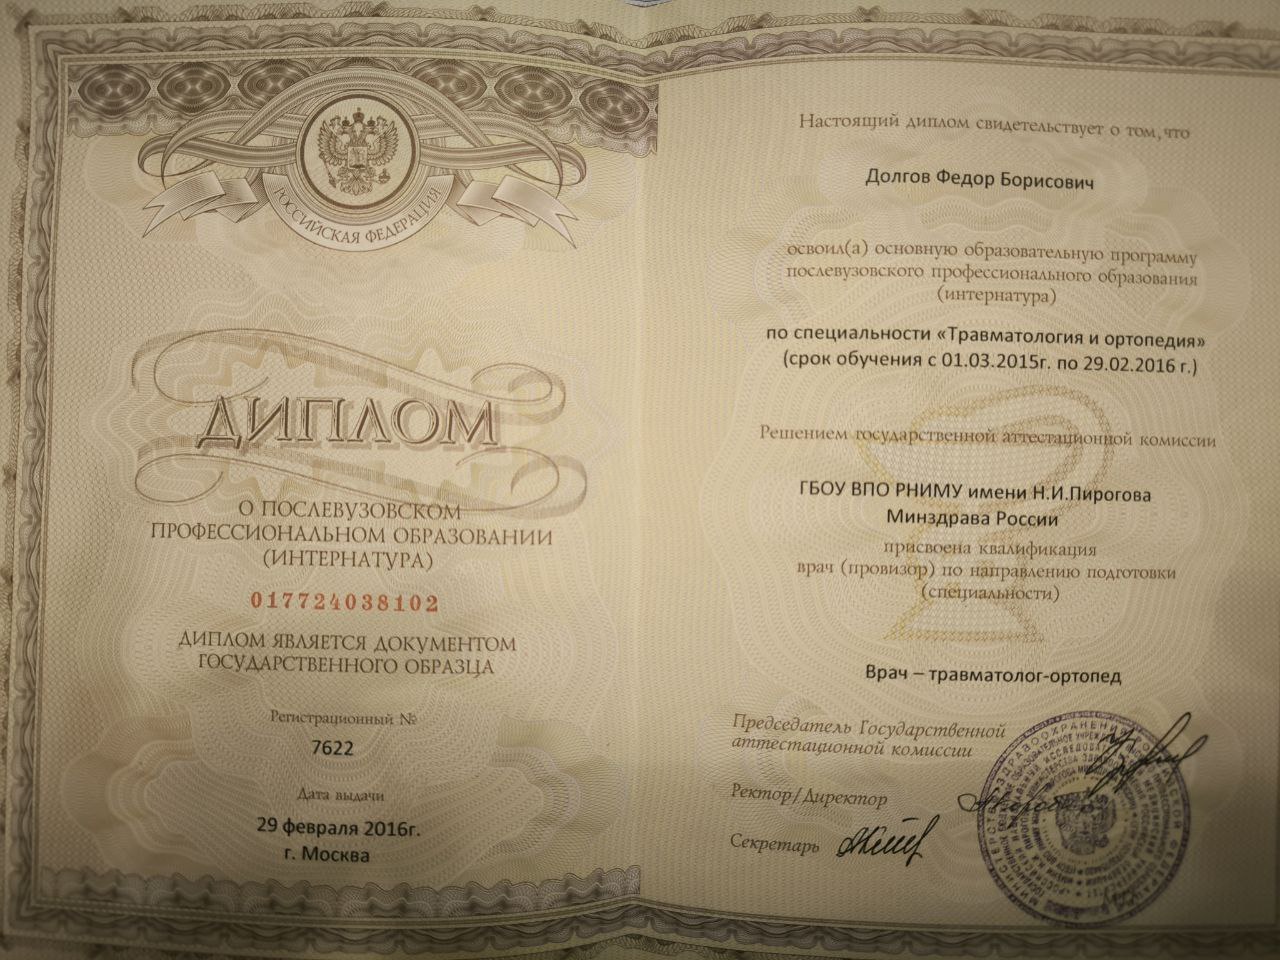 РОССИЙСКАЯ ФЕДЕРАЦИЯ
ДИПЛОМ
О ПОСЛЕВУЗОВСКОМ
ПРОФЕССИОНАЛЬНОМ ОБРАЗОВАНИИ
(ИНТЕРНАТУРА)
017724038102
ДИПЛОМ ЯВЛЯЕТСЯ ДОКУМЕНТОМ
ГОСУДАРСТВЕННОГО ОБРАЗЦА
Регистрационный №
7622
Дата выдачи
29 февраля 2016г.
г. Москва
Настоящий диплом свидетельствует о том, что
Долгов Федор Борисович
освоил(а) основную образовательную программу
послевузовского профессионального образования
(интернатура)
по специальности «Травматология и ортопедия»
(срок обучения с 01.03.2015г. по 29.02.2016 г.)
Решением государственной аттестационной комиссии
ГБОУ ВПО РНИМУ имени Н.И.Пирогова
Минздрава России
присвоена квалификация
врач (провизор) по направлению подготовки
(специальности)
Врач – травматолог-ортопед
Председатель Государственной
аттестационной комиссии
Ректор/Директор
Секретарь